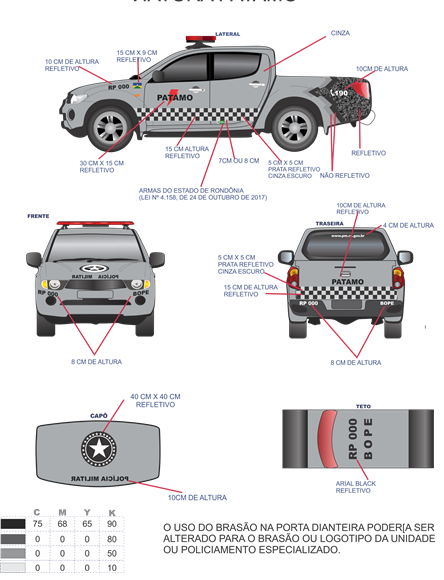 VIATURA PATAMO
LATERAL
CINZA
15 CM X 9 CM
REFLETIVO
10 CM DE ALTURA
REFLETIVO
10CM DE ALTURA
RP 000
PATAMO
190
30 CM X 15 CM
REFLETIVO
15 CM ALTURA
REFLETIVO
7CM OU 8 CM
5 CM X 5 CM
PRATA REFLETIVO
CINZA ESCURO
NÃO REFLETIVO
REFLETIVO
ARMAS DO ESTADO DE RONDÔNIA
(LEI Nº 4.158, DE 24 DE OUTUBRO DE 2017)
FRENTE
POLÍCIA MILITAR
RP 000
BOPE
8 CM DE ALTURA
10CM DE ALTURA
REFLETIVO
TRASEIRA
4 CM DE ALTURA
5 CM X 5 CM
PRATA REFLETIVO
CINZA ESCURO
15 CM DE ALTURA
REFLETIVO
PATAMO
RP 000
BOPE
8 CM DE ALTURA
40 CM X 40 CM
REFLETIVO
CAPÔ
POLÍCIA MILITAR
10CM DE ALTURA
TETO
RP 000
BOPE
ARIAL BLACK
REFLETIVO
C M Y K
75 68 65 90
0 0 0 80
0 0 0 50
0 0 0 10
O USO DO BRASÃO NA PORTA DIANTEIRA PODER[A SER
ALTERADO PARA O BRASÃO OU LOGOTIPO DA UNIDADE
OU POLICIAMENTO ESPECIALIZADO.